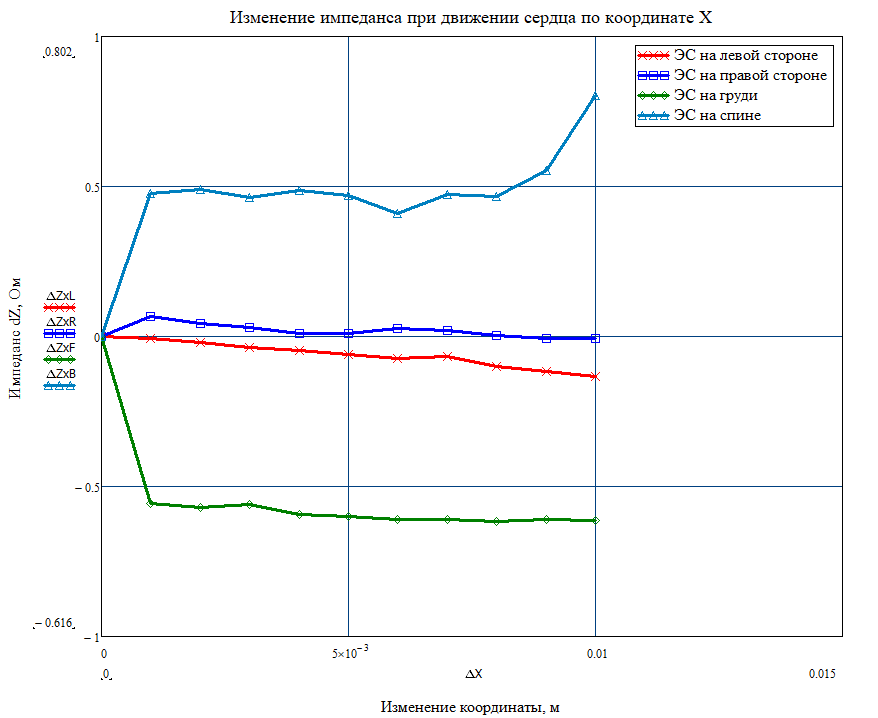 Изменение импеданса при движении сердца по координате X
1
0.802
ЭС на левой стороне
ЭС на правой стороне
ЭС на груди
ЭС на спине
0.5
Импеданс dZ, Ом
ΔZxL
ΔZxR
0
ΔZxF
ΔZxB
− 0.5
− 0.616
− 1
0 5×10⁻³ 0.01
0 ΔX 0.015
Изменение координаты, м